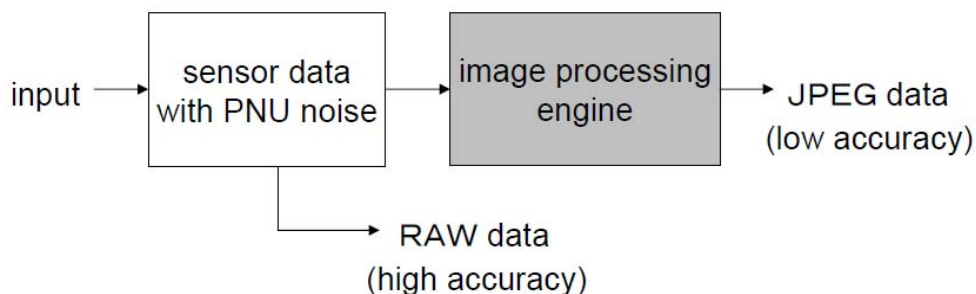 input
sensor data
with PNU noise
image processing
engine
JPEG data
(low accuracy)
RAW data
(high accuracy)